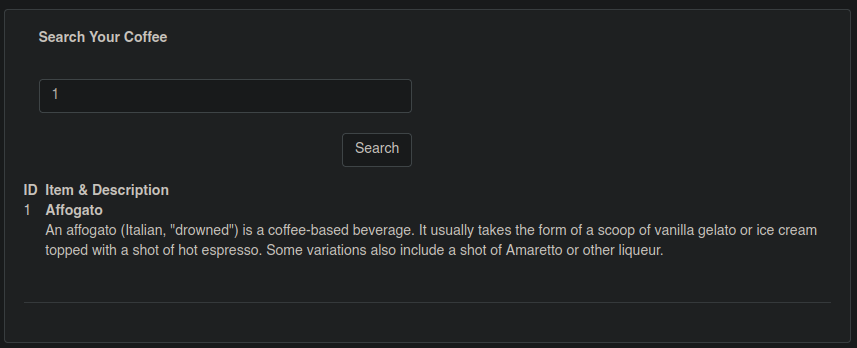 Search Your Coffee
1
Search
ID Item & Description
1 Affogato
An affogato (Italian, "drowned") is a coffee-based beverage. It usually takes the form of a scoop of vanilla gelato or ice cream
topped with a shot of hot espresso. Some variations also include a shot of Amaretto or other liqueur.